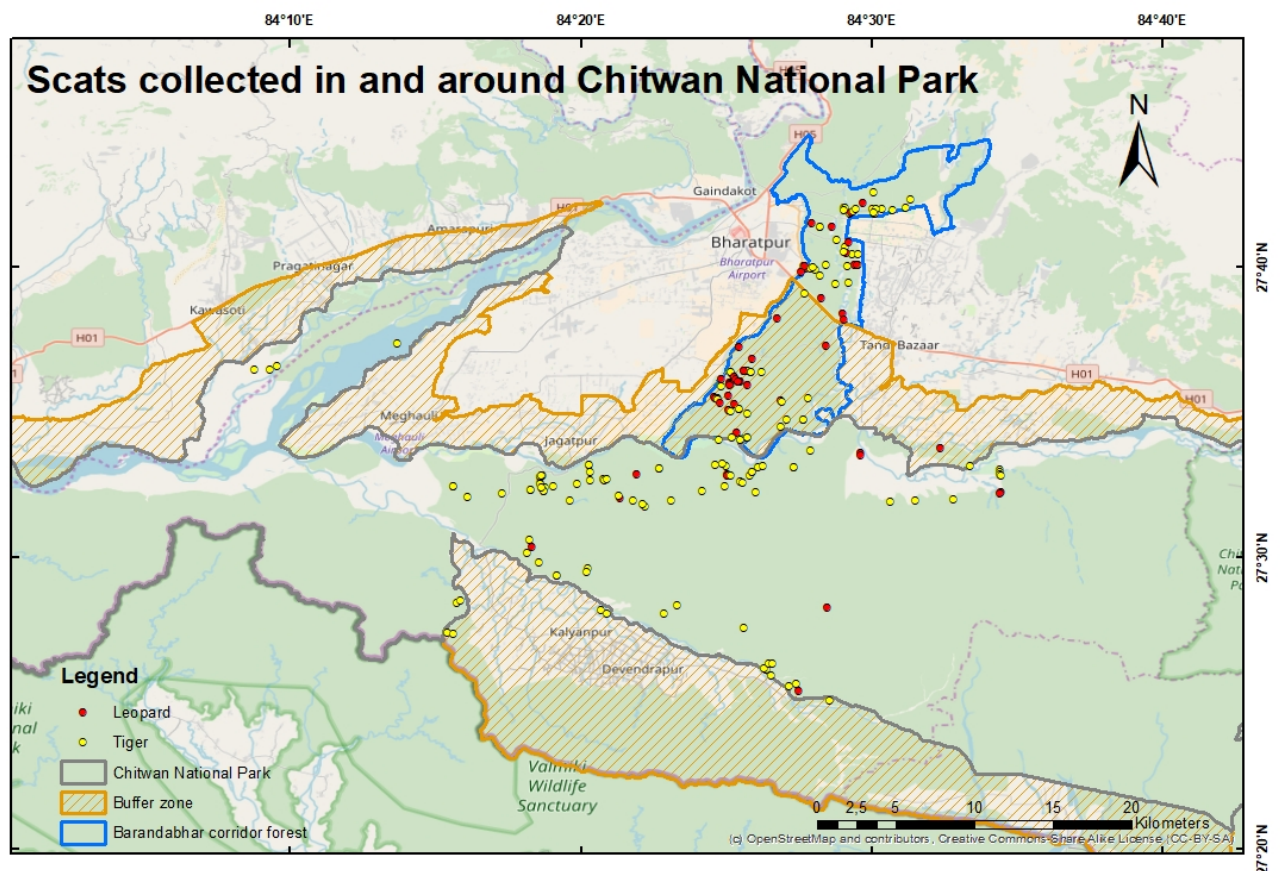 84°10'E
84°20'E
84°30'E
84°40'E
Scats collected in and around Chitwan National Park
H05
N
H05
Gaindakot
H01
Amarapuri
Bharatpur
Bharatpur
Airport
Pragatinagar
27°40'N
Kawasoti
H01
Tandi Bazaar
H01
H01
Meghauli
Meghauli
Airport
Jagatpur
27°30'N
Kalyanpur
Devendrapur
Legend
Leopard
Tiger
Chitwan National Park
Buffer zone
Barandabhar corridor forest
Valmiki
Wildlife
Sanctuary
0 2,5 5 10 15 20
Kilometers
(c) OpenStreetMap and contributors, Creative Commons-Share Alike License (CC-BY-SA)
27°20'N